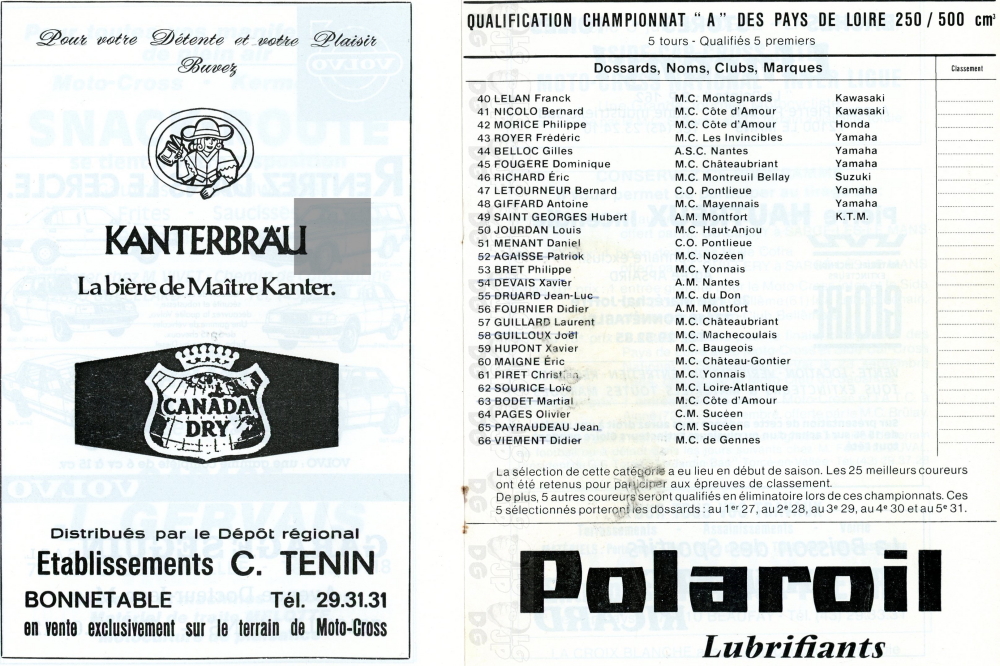 Pour votre Détente et votre Plaisir
Buvez
KANTERBRÄU
La bière de Maître Kanter.
CANADA
DRY
Distribués par le Dépôt régional
Etablissements C. TENIN
BONNETABLE Tél. 29.31.31
en vente exclusivement sur le terrain de Moto-Cross
QUALIFICATION CHAMPIONNAT "A" DES PAYS DE LOIRE 250 / 500 cm³
5 tours - Qualifiés 5 premiers
Dossards, Noms, Clubs, Marques Classement
40 LELAN Franck M.C. Montagnards Kawasaki
41 NICOLO Bernard M.C. Côte d'Amour Kawasaki
42 MORICE Philippe M.C. Côte d'Amour Honda
43 ROYER Frédéric M.C. Les Invincibles Yamaha
44 BELLOC Gilles A.S.C. Nantes Yamaha
45 FOUGERE Dominique M.C. Châteaubriant Yamaha
46 RICHARD Éric M.C. Montreuil Bellay Suzuki
47 LETOURNEUR Bernard C.O. Pontlieue Yamaha
48 GIFFARD Antoine M.C. Mayennais Yamaha
49 SAINT GEORGES Hubert A.M. Montfort K.T.M.
50 JOURDAN Louis M.C. Haut-Anjou
51 MENANT Daniel C.O. Pontlieue
52 AGAISSE Patriok M.C. Nozéen
53 BRET Philippe M.C. Yonnais
54 DEVAIS Xavier A.M. Nantes
55 DRUARD Jean-Luc M.C. du Don
56 FOURNIER Didier A.M. Montfort
57 GUILLARD Laurent M.C. Châteaubriant
58 GUILLOUX Joël M.C. Machecoulais
59 HUPONT Xavier M.C. Baugeois
60 MAIGNE Éric M.C. Château-Gontier
61 PIRET Christian M.C. Yonnais
62 SOURICE Loïc M.C. Loire-Atlantique
63 BODET Martial M.C. Côte d'Amour
64 PAGES Olivier C.M. Sucéen
65 PAYRAUDEAU Jean C.M. Sucéen
66 VIEMENT Didier M.C. de Gennes
La sélection de cette catégorie a eu lieu en début de saison. Les 25 meilleurs coureurs
ont été retenus pour participer aux épreuves de classement.
De plus, 5 autres coureurs seront qualifiés en éliminatoire lors de ces championnats. Ces
5 sélectionnés porteront les dossards : au 1er 27, au 2e 28, au 3e 29, au 4e 30 et au 5e 31.
Polaroil
Lubrifiants